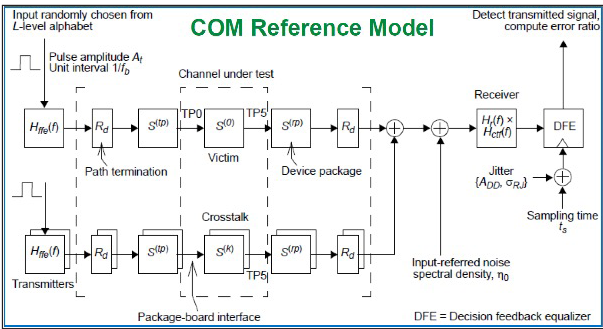 Input randomly chosen from
L-level alphabet
COM Reference Model
Detect transmitted signal,
compute error ratio
Pulse amplitude At
Unit interval 1/fb
Channel under test
Receiver
Hffe(f)
Rd
S(tp)
TP0
S(0)
TP5
S(rp)
Rd
Hr(f) ×
Hctf(f)
DFE
Path termination
Victim
Device package
Jitter
{ADD, σRJ}
Crosstalk
Sampling time
ts
Hffe(f)
Rd
S(tp)
S(k)
TP5
S(rp)
Rd
Input-referred noise
spectral density, η0
Transmitters
Package-board interface
DFE = Decision feedback equalizer